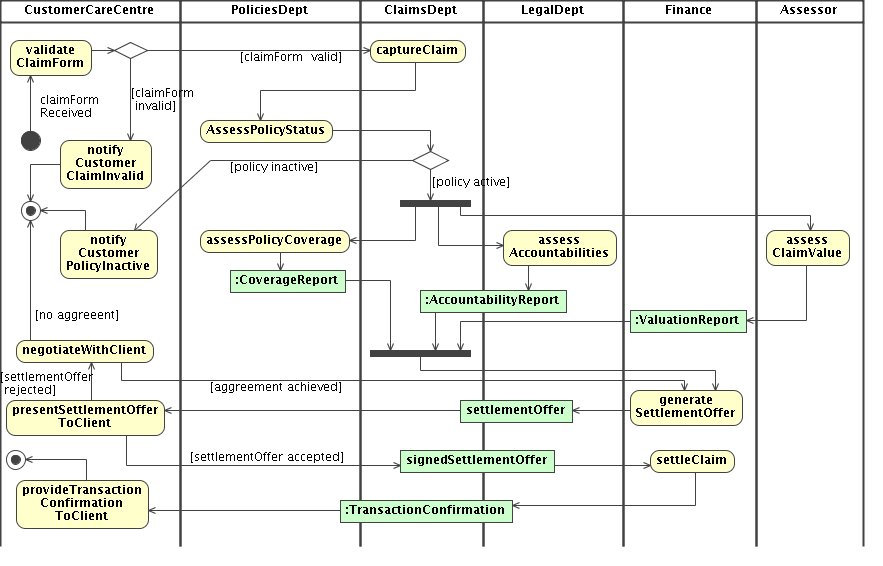 CustomerCareCentre PoliciesDept ClaimsDept LegalDept Finance Assessor
validate
ClaimForm
[claimForm valid]
captureClaim
claimForm
Received
[claimForm
invalid]
AssessPolicyStatus
notify
Customer
ClaimInvalid
[policy inactive]
[policy active]
notify
Customer
PolicyInactive
assessPolicyCoverage
assess
Accountabilities
assess
ClaimValue
:CoverageReport
:AccountabilityReport
:ValuationReport
[no aggreeent]
negotiateWithClient
[settlementOffer
rejected]
[aggreement achieved]
presentSettlementOffer
ToClient
settlementOffer
generate
SettlementOffer
[settlementOffer accepted]
signedSettlementOffer
settleClaim
provideTransaction
Confirmation
ToClient
:TransactionConfirmation